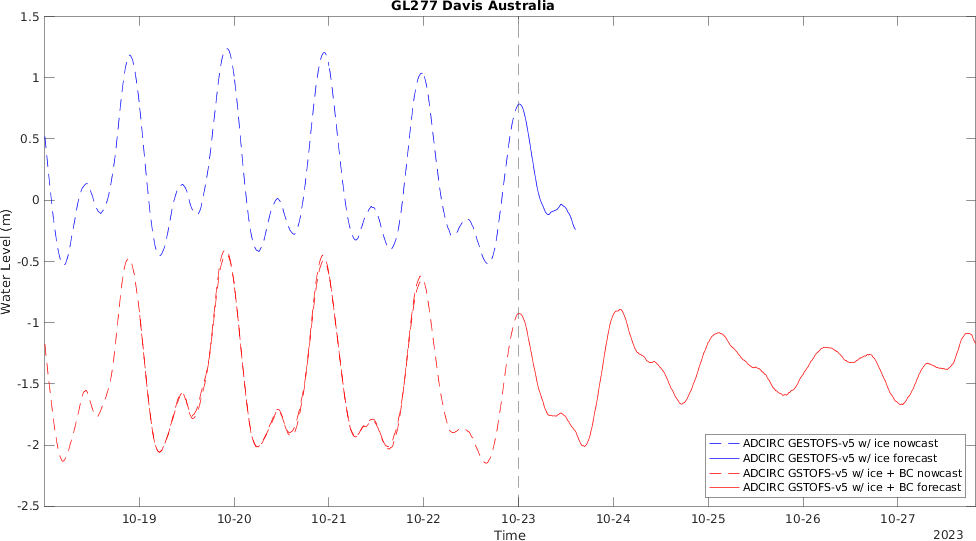 GL277 Davis Australia
1.5
1
0.5
0
-0.5
-1
-1.5
-2
-2.5
Water Level (m)
ADCIRC GESTOFS-v5 w/ ice nowcast
ADCIRC GESTOFS-v5 w/ ice forecast
ADCIRC GSTOFS-v5 w/ ice + BC nowcast
ADCIRC GSTOFS-v5 w/ ice + BC forecast
10-19 10-20 10-21 10-22 10-23 10-24 10-25 10-26 10-27
Time
2023